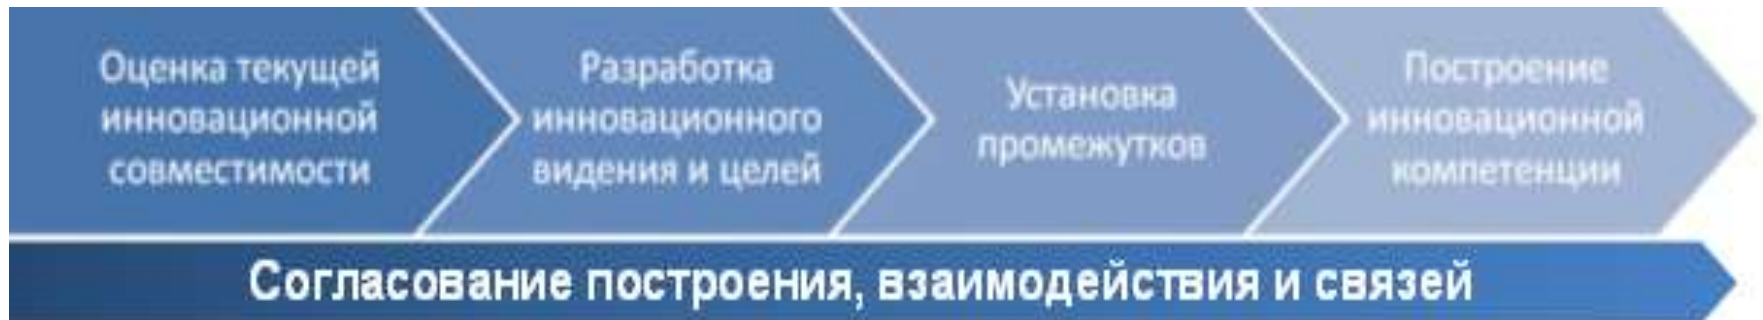 Оценка текущей
инновационной
совместимости
Разработка
инновационного
видения и целей
Установка
промежутков
Построение
инновационной
компетенции
Согласование построения, взаимодействия и связей